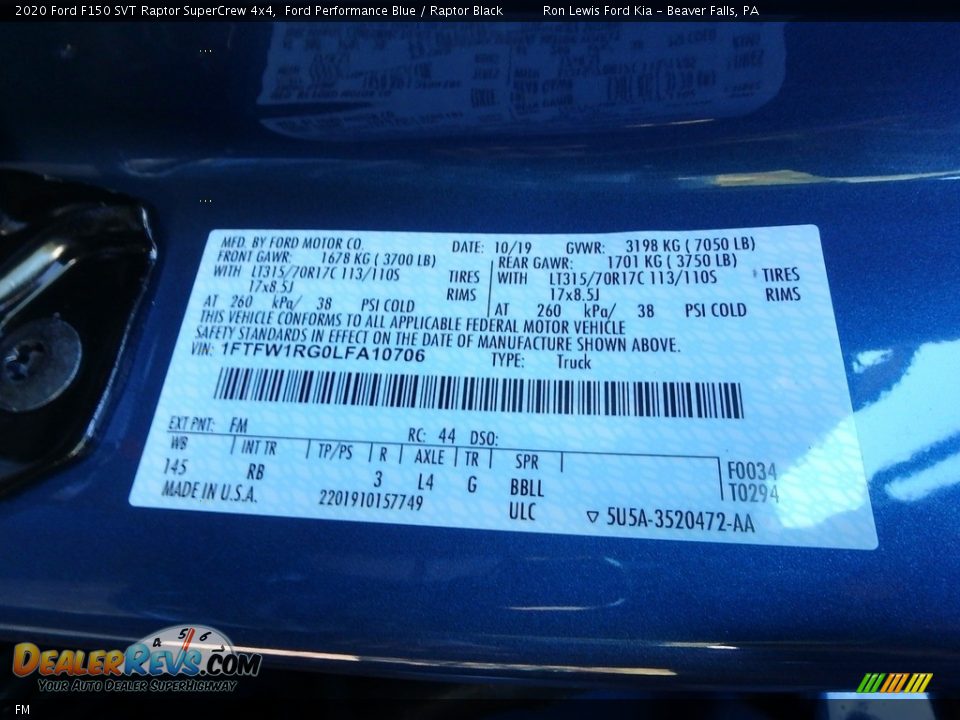 2020 Ford F150 SVT Raptor SuperCrew 4x4, Ford Performance Blue / Raptor Black Ron Lewis Ford Kia - Beaver Falls, PA
MFD. BY FORD MOTOR CO. DATE: 10/19 GVWR: 3198 KG ( 7050 LB)
FRONT GAWR: 1678 KG ( 3700 LB) REAR GAWR: 1701 KG ( 3750 LB)
WITH LT315/70R17C 113/110S TIRES WITH LT315/70R17C 113/110S TIRES
17x8.5J RIMS 17x8.5J RIMS
AT 260 kPa/ 38 PSI COLD AT 260 kPa/ 38 PSI COLD
THIS VEHICLE CONFORMS TO ALL APPLICABLE FEDERAL MOTOR VEHICLE
SAFETY STANDARDS IN EFFECT ON THE DATE OF MANUFACTURE SHOWN ABOVE.
VIN: 1FTFW1RG0LFA10706 TYPE: Truck
EXT PNT: FM RC: 44 DSO:
WB INT TR TP/PS R AXLE TR SPR F0034
145 RB 3 L4 G BBLL T0294
MADE IN U.S.A. 2201910157749 ULC ▽ 5U5A-3520472-AA
4 5 6
DEALERREVS.COM
YOUR AUTO DEALER SUPERHIGHWAY
FM